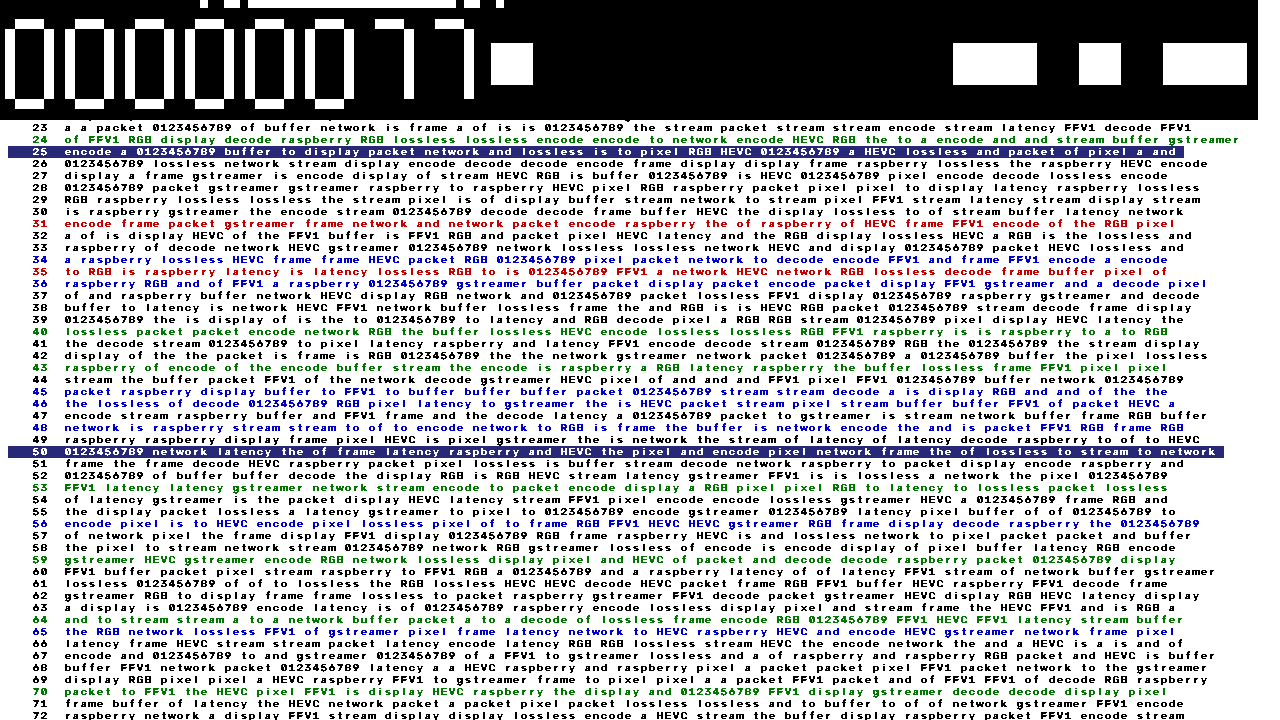 00000077
23 a a packet 0123456789 of buffer network is frame a of is is 0123456789 the stream packet stream stream encode stream latency FFV1 decode FFV1
24 of FFV1 RGB display decode raspberry RGB lossless lossless encode encode to network encode HEVC RGB the to a encode and and stream buffer gstreamer
25 encode a 0123456789 buffer to display packet network and lossless is to pixel RGB HEVC 0123456789 a HEVC lossless and packet of pixel a and
26 0123456789 lossless network stream display encode decode decodencode frame display display frame raspberry lossless the raspberry HEVC encode
27 display a frame gstreamer is encode display of stream HEVC RGB is buffer 0123456789 is HEVC 0123456789 pixel encode decode lossless encode
28 0123456789 packet gstreamer gstreamer raspberry to raspberry HEVC pixel RGB raspberry packet pixel pixel to display latency raspberry lossless
29 RGB raspberry lossless lossless the stream pixel is of display buffer stream network to stream pixel FFV1 stream latency stream display stream
30 is raspberry gstreamer the encode stream 0123456789 decode decode frame buffer HEVC the display lossless to of stream buffer latency network
31 encode frame packet gstreamer frame network and network packet encode raspberry the of raspberry of HEVC frame FFV1 encode of the RGB pixel
32 a of is display of HEVC of the FFV1 buffer is FFV1 RGB and packet pixel HEVC latency and the RGB display lossless HEVC a RGB is the lossless and
33 raspberry of decode network HEVC gstreamer 0123456789 network lossless lossless network HEVC and display 0123456789 packet HEVC lossless and
34 a raspberry lossless HEVC frame frame HEVC packet RGB 0123456789 pixel packet network to decode encode FFV1 and FFV1 and frame encode a encode
35 to RGB is raspberry latency is latency lossless RGB to is 0123456789 FFV1 a network HEVC network RGB lossless decode frame buffer pixel of
36 raspberry RGB and of FFV1 a raspberry 0123456789 gstreamer buffer packet display packet encode packet display FFV1 gstreamer and a decode pixel
37 of and raspberry buffer network HEVC display RGB network and 0123456789 packet lossless FFV1 display 0123456789 raspberry gstreamer and decode
38 buffer to latency is network HEVC FFV1 network buffer lossless frame the and RGB is is HEVC RGB packet 0123456789 stream decode frame display
39 0123456789 the is display of is the to 0123456789 to latency and RGB decode pixel a RGB RGB stream 0123456789 pixel display HEVC latency the
40 lossless packet packet encode network RGB the buffer lossless HEVC encode lossless lossless RGB FFV1 raspberry is is raspberry to a to RGB
41 the decode stream 0123456789 to pixel latency raspberry and latency FFV1 encode decode stream 0123456789 RGB the 0123456789 the stream display
42 display of the the packet is frame is RGB 0123456789 the the network gstreamer network packet 0123456789 a 0123456789 buffer the pixel lossless
43 raspberry of encode of the encode buffer stream the encode is raspberry a RGB latency raspberry the buffer lossless frame FFV1 pixel pixel
44 stream the buffer packet FFV1 of the network decode gstreamer HEVC pixel of and and and FFV1 pixel FFV1 0123456789 buffer network 0123456789
45 packet raspberry display buffer to FFV1 to buffer buffer buffer packet 0123456789 stream stream decode a is display RGB and and of the the
46 the lossless of decode 0123456789 RGB pixel latency to gstreamer the is HEVC packet stream pixel stream buffer buffer FFV1 of packet HEVC a
47 encode stream raspberry buffer and FFV1 frame and the decode latency a 0123456789 packet to gstreamer is encode stream network buffer frame RGB buffer
48 network is raspberry stream stream to of to encode network to RGB is frame the buffer is network encode the and is pixel RGB frame RGB
49 raspberry raspberry display frame pixel HEVC is pixel gstreamer the is network the stream of latency of latency decode raspberry to of to HEVC
50 0123456789 network latency the of frame latency raspberry and HEVC the pixel and encode pixel network frame the of lossless to stream to network
51 frame the frame decode HEVC raspberry packet pixel lossless is buffer stream decode network raspberry to packet display encode raspberry and
52 0123456789 of buffer buffer decode the display RGB is RGB HEVC stream latency gstreamer FFV1 is is lossless a network the pixel 0123456789
53 FFV1 latency latency gstreamer network stream encode to packet encode display a RGB pixel pixel RGB to latency to lossless packet lossless
54 of latency gstreamer is the packet display HEVC latency stream FFV1 pixel encode encode lossless gstreamer HEVC a 0123456789 frame RGB and
55 the display raspberry latency gstreamer to pixel to 0123456789 encode gstreamer 0123456789 latency pixel buffer of of 0123456789 to
56 encode pixel is to HEVC encode pixel lossless pixel of to frame RGB FFV1 HEVC HEVC gstreamer RGB frame display decode raspberry the 0123456789
57 of network pixel the frame display FFV1 display 0123456789 RGB frame raspberry HEVC is and lossless network to pixel packet packet and buffer
58 the pixel to stream network stream 0123456789 network RGB gstreamer lossless of encode is encode display of pixel buffer latency RGB encode
59 gstreamer HEVC gstreamer encode RGB network lossless display pixel and HEVC of packet and decode decode raspberry packet 0123456789 display
60 FFV1 buffer packet pixel stream raspberry to FFV1 RGB a 0123456789 and a raspberry latency of of latency FFV1 stream of network buffer gstreamer
61 lossless 0123456789 of of to lossless the RGB lossless HEVC HEVC decode HEVC packet frame RGB FFV1 buffer HEVC raspberry FFV1 decode frame
62 gstreamer RGB to display frame frame lossless to packet raspberry gstreamer FFV1 decode packet gstreamer display RGB HEVC latency display
63 a display is 0123456789 encode latency is of 0123456789 raspberry encode lossless display pixel and stream frame the HEVC FFV1 and is RGB a
64 and to stream stream a to a network buffer packet a to a decode of lossless frame encode RGB 0123456789 FFV1 HEVC FFV1 latency stream buffer
65 the RGB network lossless FFV1 of gstreamer pixel frame latency network to HEVC raspberry HEVC and encode HEVC gstreamer network frame pixel
66 latency frame HEVC stream stream packet latency encode latency RGB RGB lossless stream HEVC the encode network the and a HEVC a is and of
67 encode and 0123456789 to and gstreamer 0123456789 of a FFV1 to gstreamer lossless and a of raspberry and raspberry RGB packet and HEVC is buffer
68 buffer FFV1 network packet 0123456789 latency a a HEVC raspberry and raspberry pixel a packet packet pixel FFV1 packet network to the gstreamer
69 display RGB pixel pixel a HEVC raspberry FFV1 to gstreamer frame to pixel pixel a a packet FFV1 packet and of FFV1 of decode RGB raspberry
70 packet to FFV1 the HEVC pixel FFV1 is display HEVC raspberry the display and 0123456789 FFV1 display gstreamer decode decode display pixel
71 frame buffer of latency the HEVC a packet pixel packet lossless and to buffer to of of network gstreamer pixel encode HEVC encode
72 raspberry network a display FFV1 stream display display lossless encode a HEVC stream the buffer packet a and RGB HEVC and encode stream